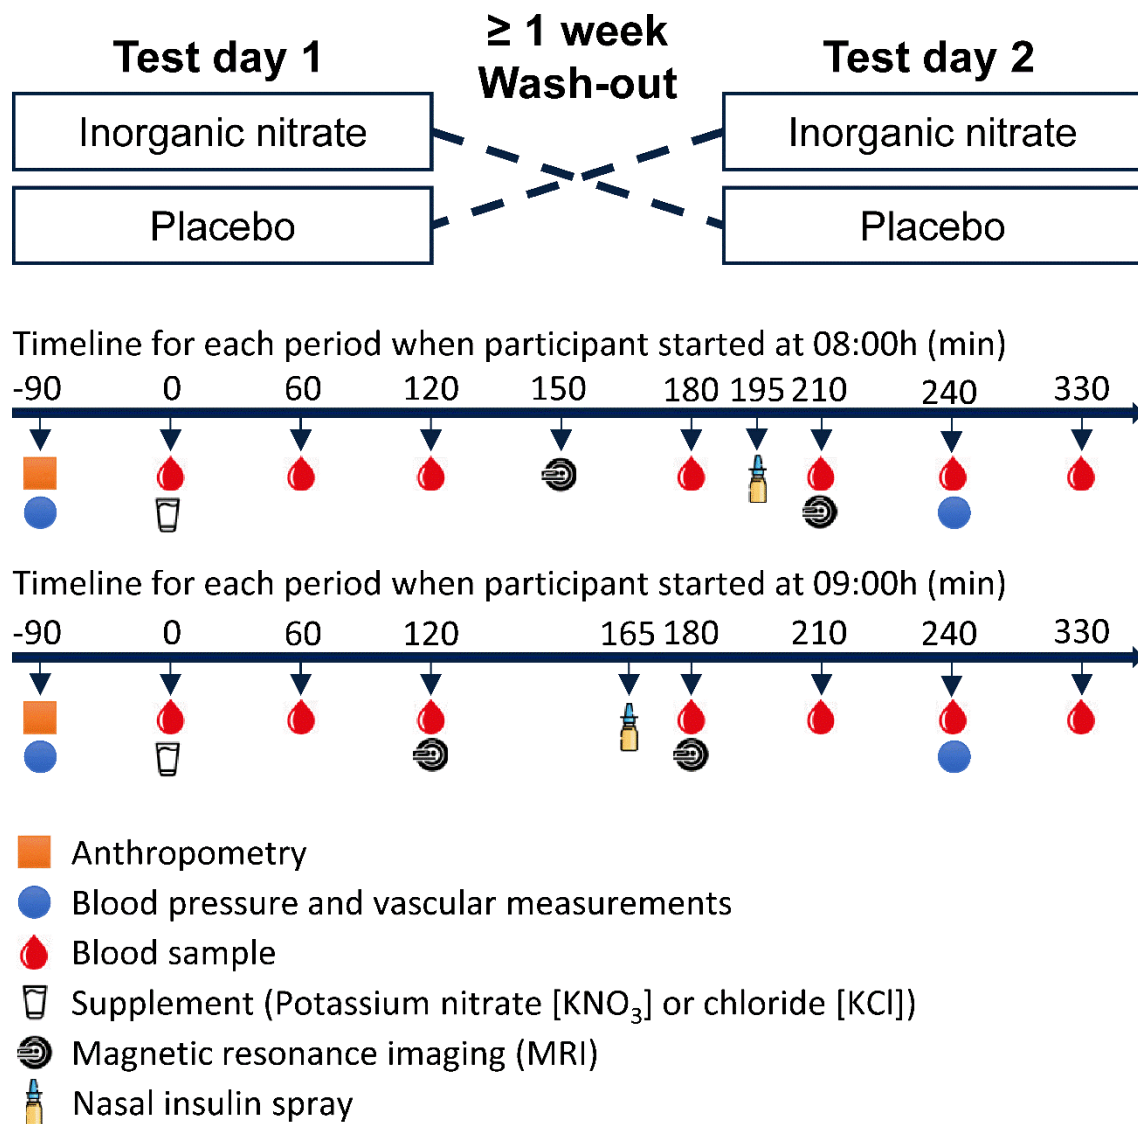 Test day 1
≥ 1 week
Wash-out
Test day 2
Inorganic nitrate
Inorganic nitrate
Placebo
Placebo
Timeline for each period when participant started at 08:00h (min)
-90 0 60 120 150 180 195 210 240 330
Timeline for each period when participant started at 09:00h (min)
-90 0 60 120 165 180 210 240 330
Anthropometry
Blood pressure and vascular measurements
Blood sample
Supplement (Potassium nitrate [KNO₃] or chloride [KCl])
Magnetic resonance imaging (MRI)
Nasal insulin spray